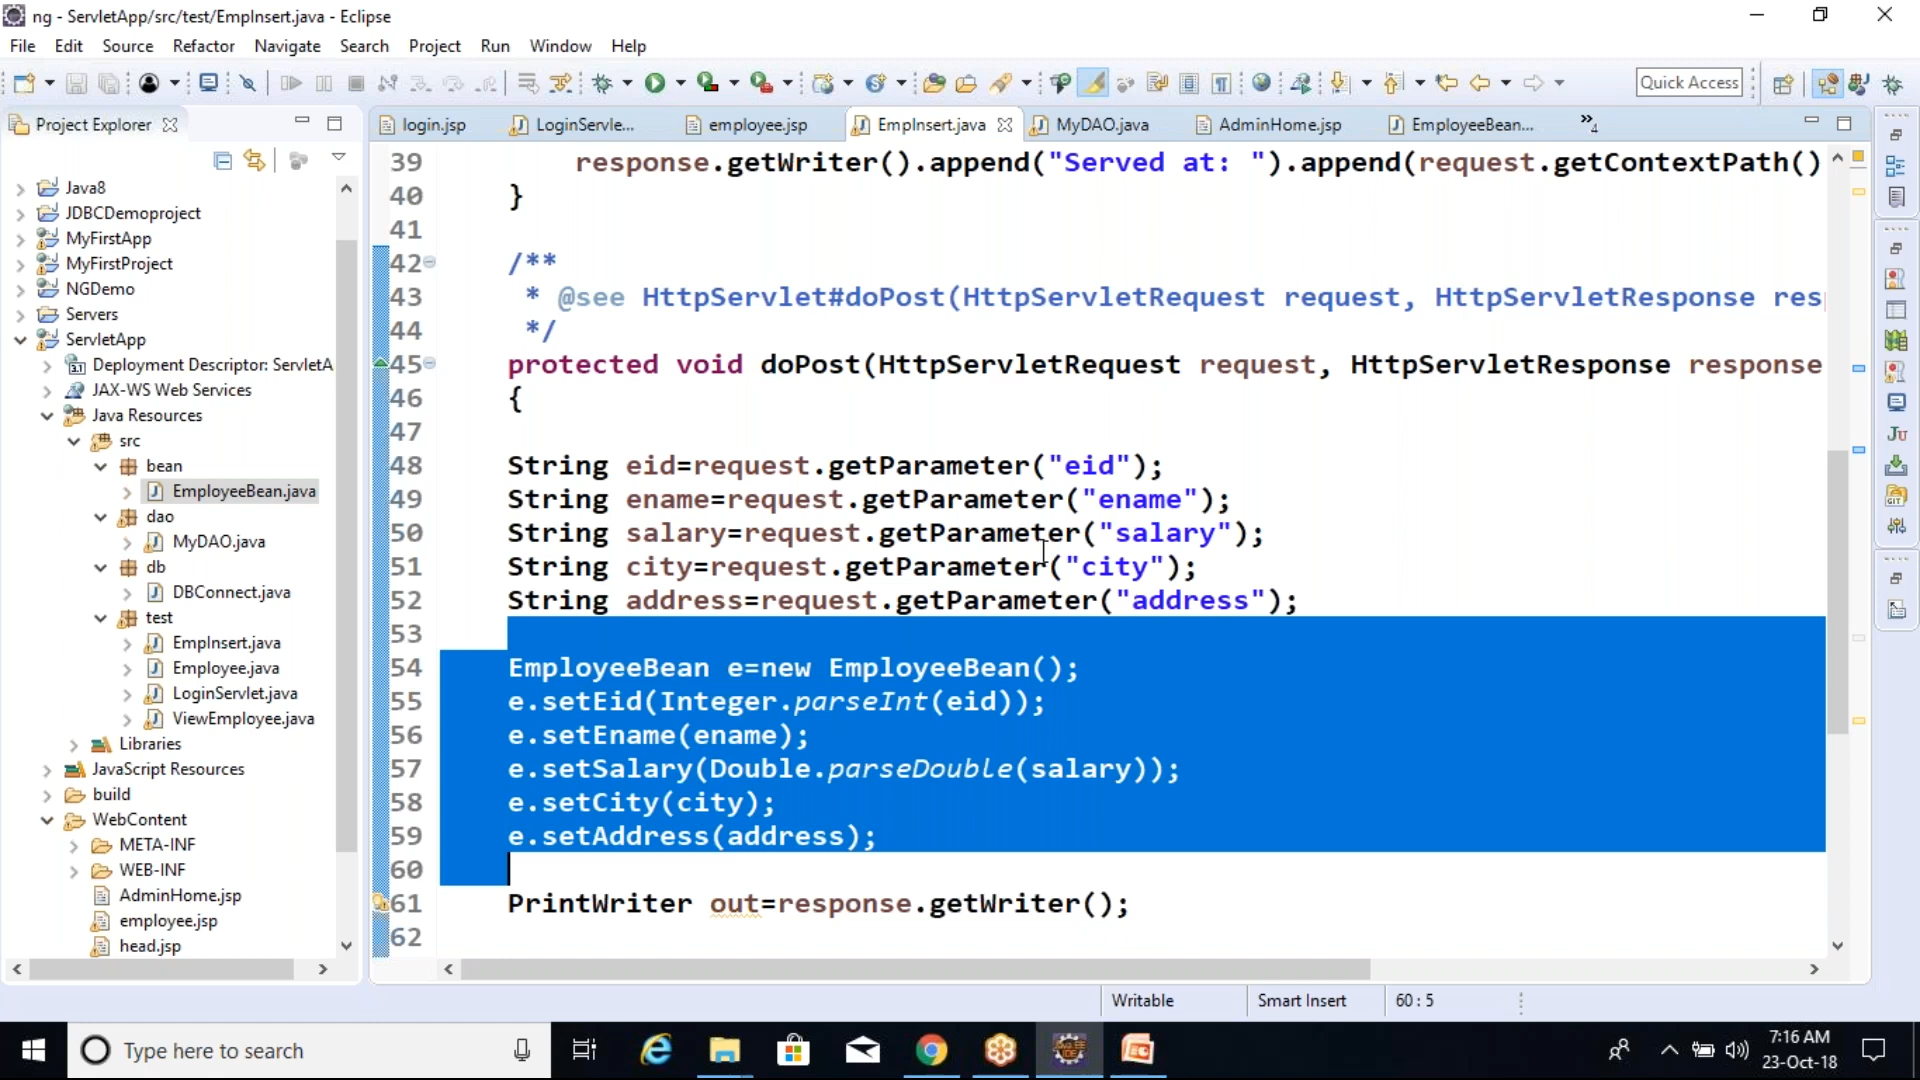 ng - ServletApp/src/test/EmpInsert.java - Eclipse
File Edit Source Refactor Navigate Search Project Run Window Help
Quick Access
Project Explorer
login.jsp LoginServle... employee.jsp EmpInsert.java MyDAO.java AdminHome.jsp EmployeeBean... »4
Java8
JDBCDemoproject
MyFirstApp
MyFirstProject
NGDemo
Servers
ServletApp
Deployment Descriptor: ServletA
JAX-WS Web Services
Java Resources
src
bean
EmployeeBean.java
dao
MyDAO.java
db
DBConnect.java
test
EmpInsert.java
Employee.java
LoginServlet.java
ViewEmployee.java
Libraries
JavaScript Resources
build
WebContent
META-INF
WEB-INF
AdminHome.jsp
employee.jsp
head.jsp
39 response.getWriter().append("Served at: ").append(request.getContextPath()
40 }
41
42 /**
43 * @see HttpServlet#doPost(HttpServletRequest request, HttpServletResponse res
44 */
45 protected void doPost(HttpServletRequest request, HttpServletResponse response
46 {
47
48 String eid=request.getParameter("eid");
49 String ename=request.getParameter("ename");
50 String salary=request.getParameter("salary");
51 String city=request.getParameter("city");
52 String address=request.getParameter("address");
53
54 EmployeeBean e=new EmployeeBean();
55 e.setEid(Integer.parseInt(eid));
56 e.setEname(ename);
57 e.setSalary(Double.parseDouble(salary));
58 e.setCity(city);
59 e.setAddress(address);
60
61 PrintWriter out=response.getWriter();
62
Writable Smart Insert 60 : 5
Type here to search
7:16 AM
23-Oct-18